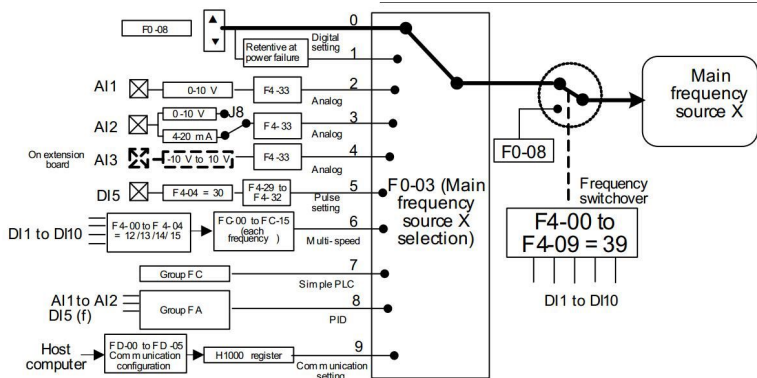 F0-08
0
Digital
setting
Retentive at
power failure
1
AI1
0-10 V
F4-33
2
Analog
AI2
0-10 V
J8
4-20 mA
F4-33
3
Analog
On extension
board
AI3
-10 V to 10 V
F4-33
4
Analog
DI5
F4-04 = 30
F4-29 to
F4-32
5
Pulse
setting
DI1 to DI10
F4-00 to F4-04
= 12/13/14/15
FC-00 to FC-15
(each
frequency )
6
Multi-speed
Group FC
7
Simple PLC
AI1 to AI2
DI5 (f)
Group FA
8
PID
Host
computer
FD-00 to FD-05
Communication
configuration
H1000 register
9
Communication
setting
F0-03 (Main
frequency
source X
selection)
F0-08
Frequency
switchover
F4-00 to
F4-09 = 39
DI1 to DI10
Main
frequency
source X